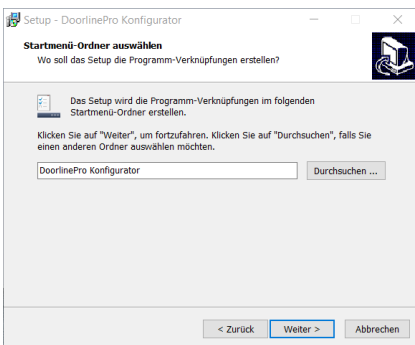 Setup - DoorlinePro Konfigurator
Startmenü-Ordner auswählen
Wo soll das Setup die Programm-Verknüpfungen erstellen?
Das Setup wird die Programm-Verknüpfungen im folgenden
Startmenü-Ordner erstellen.
Klicken Sie auf "Weiter", um fortzufahren. Klicken Sie auf "Durchsuchen", falls Sie
einen anderen Ordner auswählen möchten.
DoorlinePro Konfigurator
Durchsuchen ...
< Zurück
Weiter >
Abbrechen